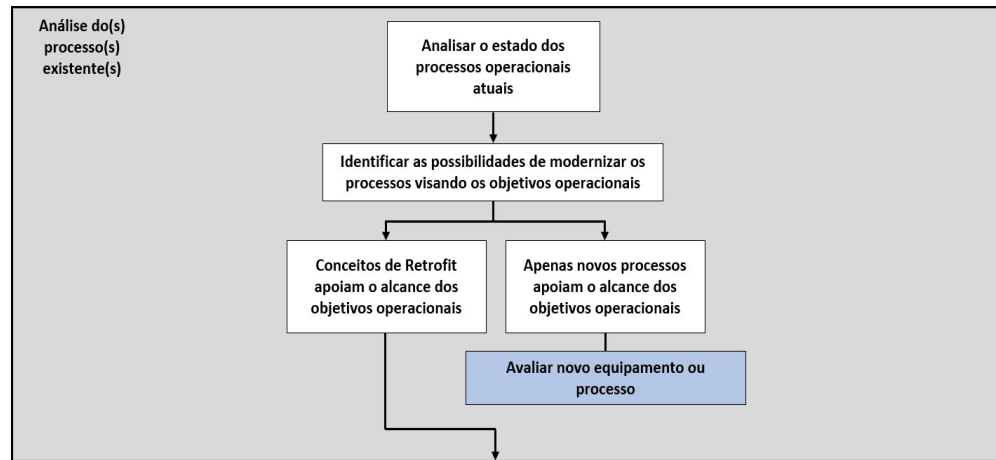 Análise do(s)
processo(s)
existente(s)
Analisar o estado dos
processos operacionais
atuais
Identificar as possibilidades de modernizar os
processos visando os objetivos operacionais
Conceitos de Retrofit
apoiam o alcance dos
objetivos operacionais
Apenas novos processos
apoiam o alcance dos
objetivos operacionais
Avaliar novo equipamento ou
processo